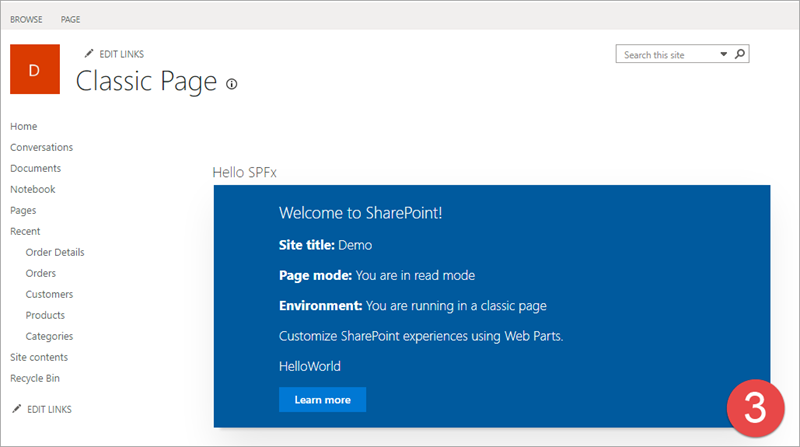 BROWSE PAGE
D
EDIT LINKS
Search this site
Classic Page
Home
Conversations
Documents
Notebook
Pages
Recent
Order Details
Orders
Customers
Products
Categories
Site contents
Recycle Bin
EDIT LINKS
Hello SPFx
Welcome to SharePoint!
Site title: Demo
Page mode: You are in read mode
Environment: You are running in a classic page
Customize SharePoint experiences using Web Parts.
HelloWorld
Learn more
3